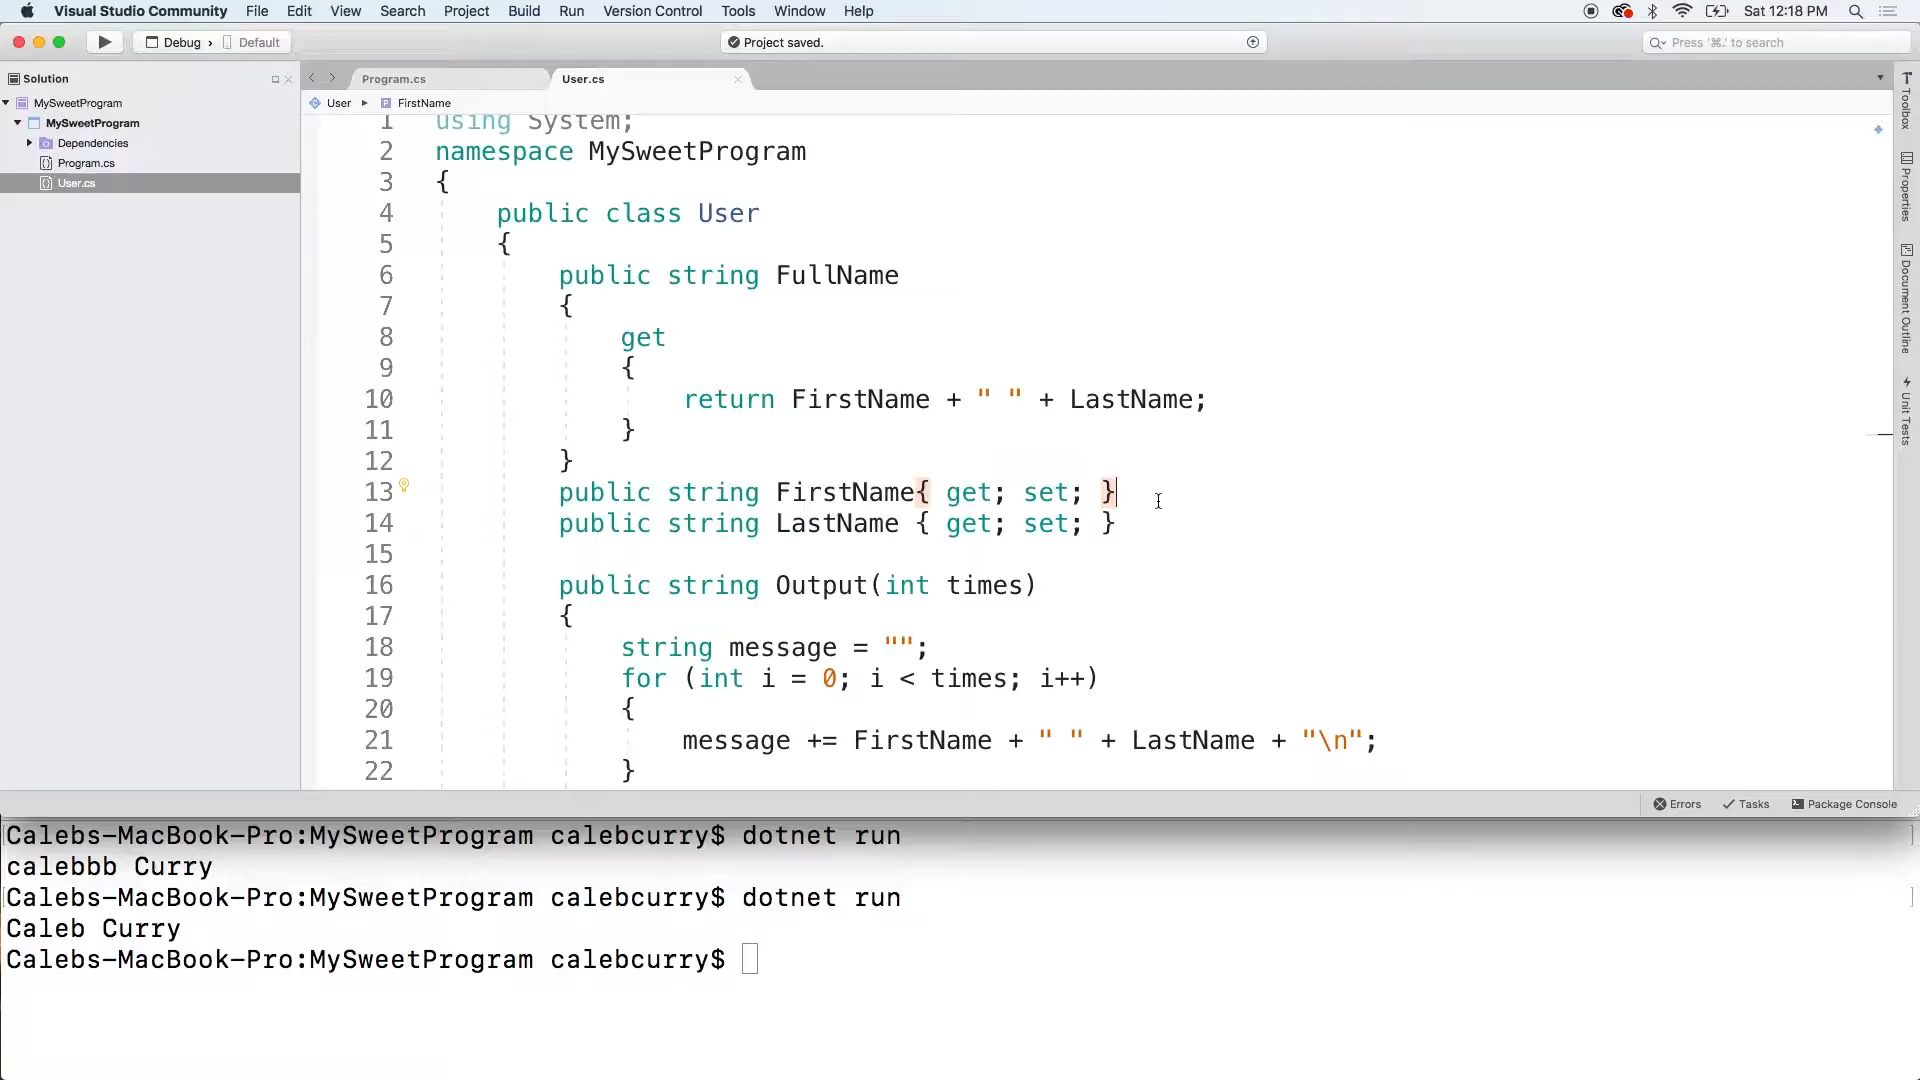 Visual Studio Community File Edit View Search Project Build Run Version Control Tools Window Help Sat 12:18 PM
Debug › Default Project saved. Press '⌘.' to search
Solution Program.cs User.cs
User ▸ FirstName
MySweetProgram
MySweetProgram
Dependencies
Program.cs
User.cs
1 using System;
2 namespace MySweetProgram
3 {
4 public class User
5 {
6 public string FullName
7 {
8 get
9 {
10 return FirstName + " " + LastName;
11 }
12 }
13 public string FirstName{ get; set; }
14 public string LastName { get; set; }
15
16 public string Output(int times)
17 {
18 string message = "";
19 for (int i = 0; i < times; i++)
20 {
21 message += FirstName + " " + LastName + "\n";
22 }
Toolbox
Properties
Document Outline
Unit Tests
Errors Tasks Package Console
Calebs-MacBook-Pro:MySweetProgram calebcurry$ dotnet run
calebbb Curry
Calebs-MacBook-Pro:MySweetProgram calebcurry$ dotnet run
Caleb Curry
Calebs-MacBook-Pro:MySweetProgram calebcurry$